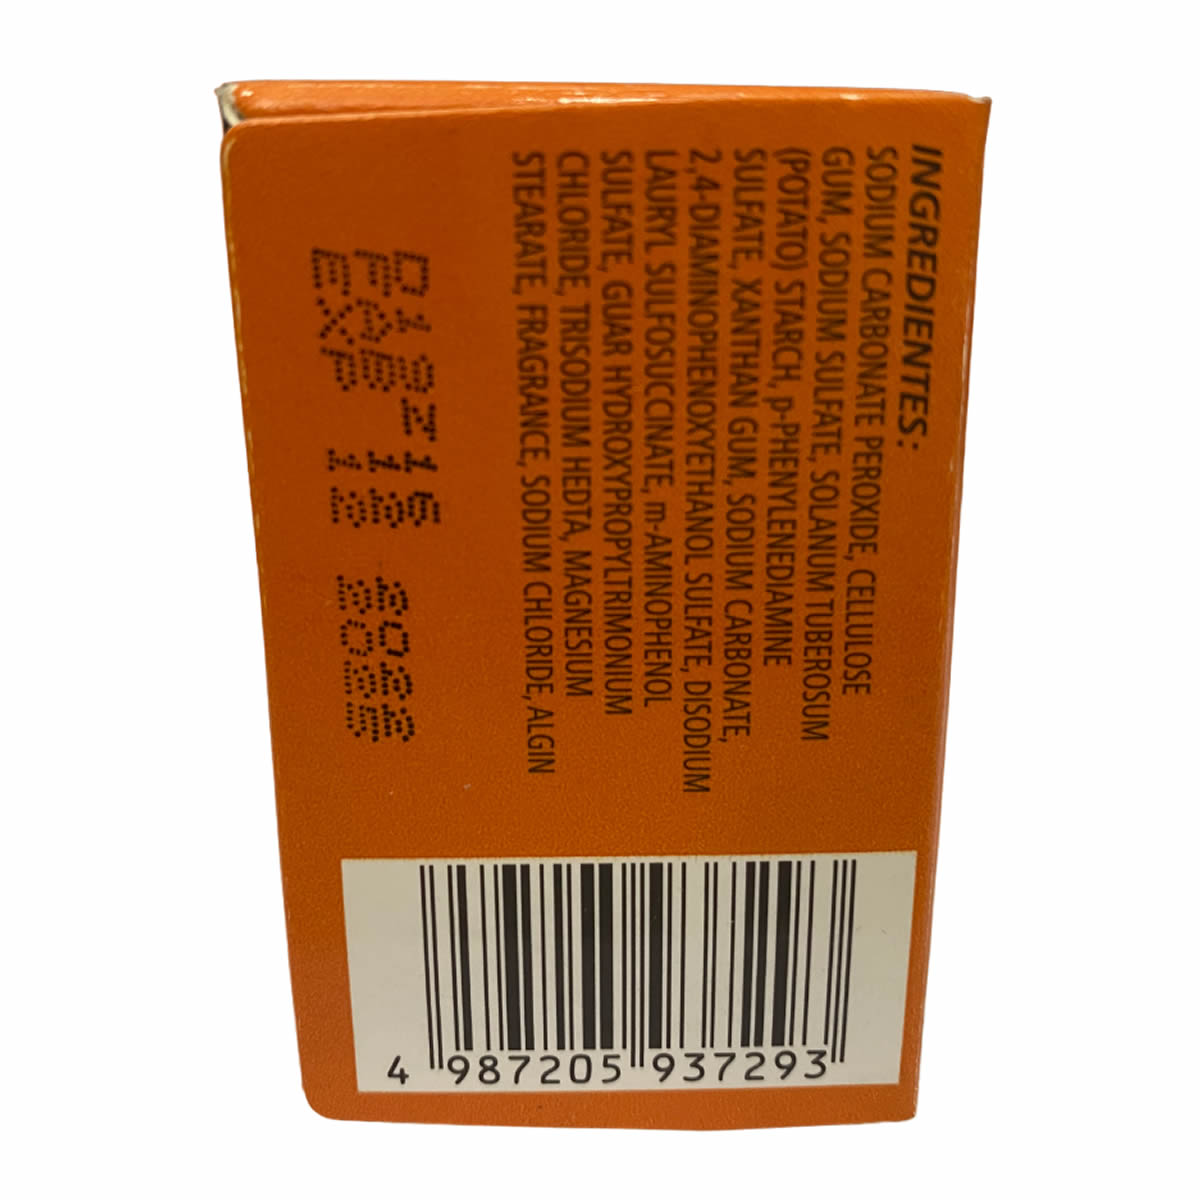 INGREDIENTES:
SODIUM CARBONATE PEROXIDE, CELLULOSE
GUM, SODIUM SULFATE, SOLANUM TUBEROSUM
(POTATO) STARCH, p-PHENYLENEDIAMINE
SULFATE, XANTHAN GUM, SODIUM CARBONATE,
2,4-DIAMINOPHENOXYETHANOL SULFATE, DISODIUM
LAURYL SULFOSUCCINATE, m-AMINOPHENOL
SULFATE, GUAR HYDROXYPROPYLTRIMONIUM
CHLORIDE, TRISODIUM HEDTA, MAGNESIUM
STEARATE, FRAGRANCE, SODIUM CHLORIDE, ALGIN
FAB 2022
EXP 12 2025
4 987205 937293